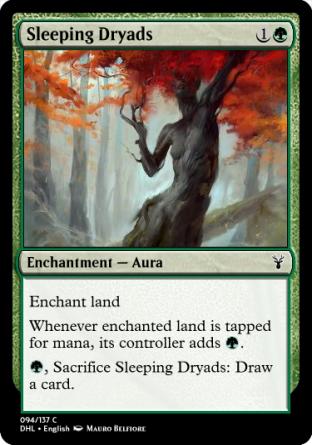 Sleeping Dryads 1
Enchantment — Aura
Enchant land
Whenever enchanted land is tapped
for mana, its controller adds .
, Sacrifice Sleeping Dryads: Draw
a card.
094/137 C
DHL • English Mauro Belfiore